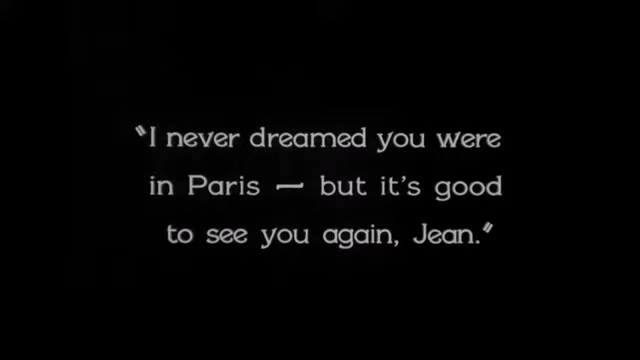 "I never dreamed you were
in Paris — but it's good
to see you again, Jean."